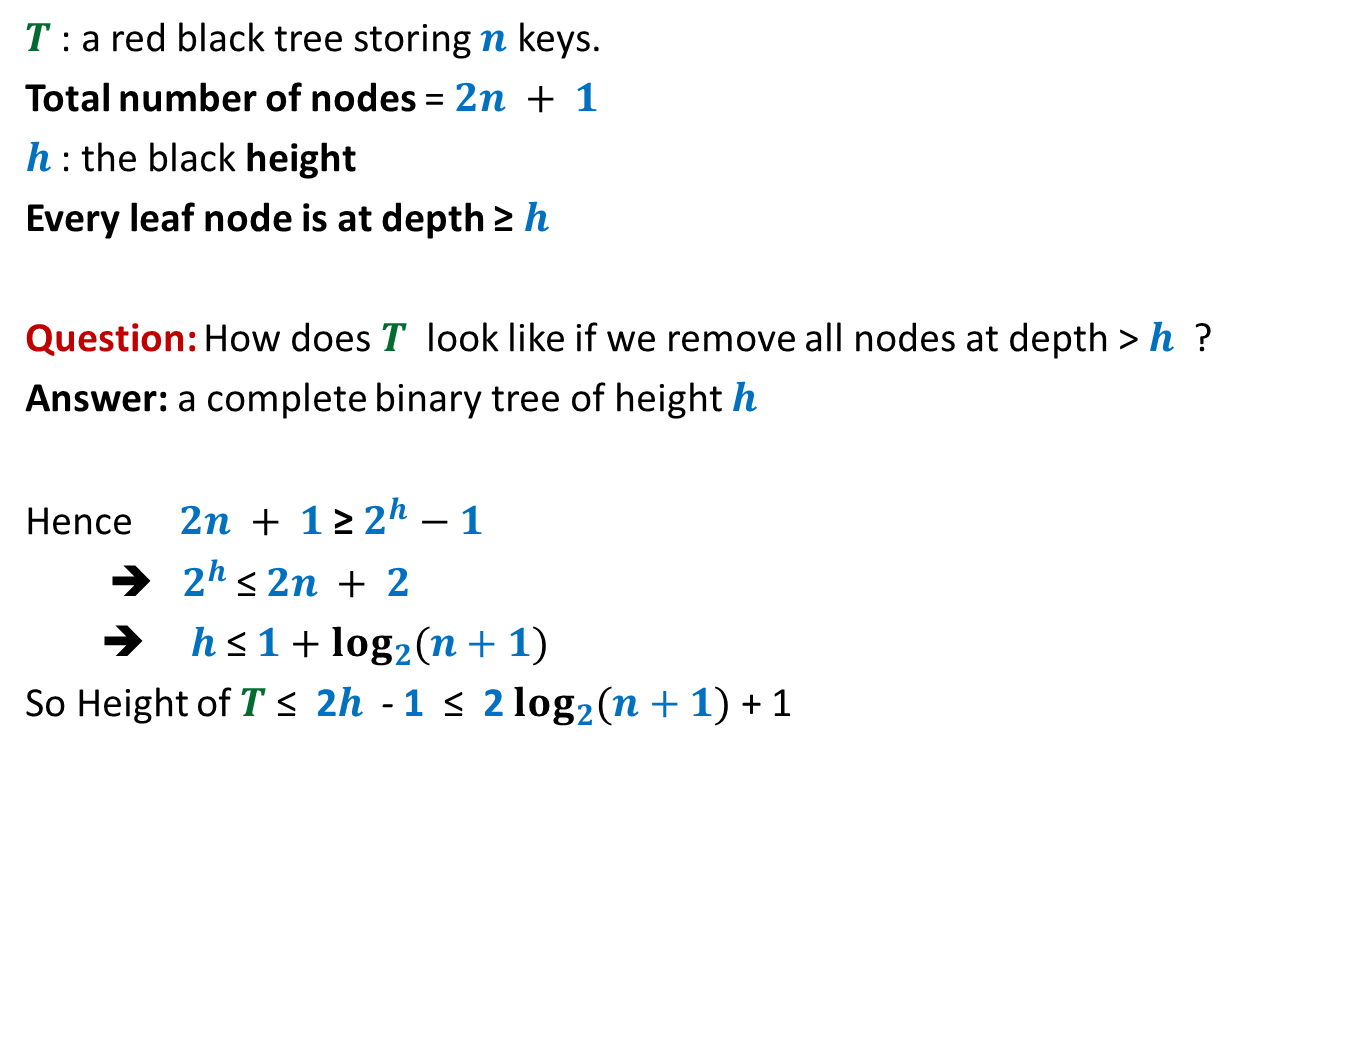 T : a red black tree storing n keys.
Total number of nodes = 2n + 1
h : the black height
Every leaf node is at depth ≥ h
Question: How does T look like if we remove all nodes at depth > h ?
Answer: a complete binary tree of height h
Hence 2n + 1 ≥ 2^h − 1
➔ 2^h ≤ 2n + 2
➔ h ≤ 1 + log₂(n + 1)
So Height of T ≤ 2h - 1 ≤ 2 log₂(n + 1) + 1